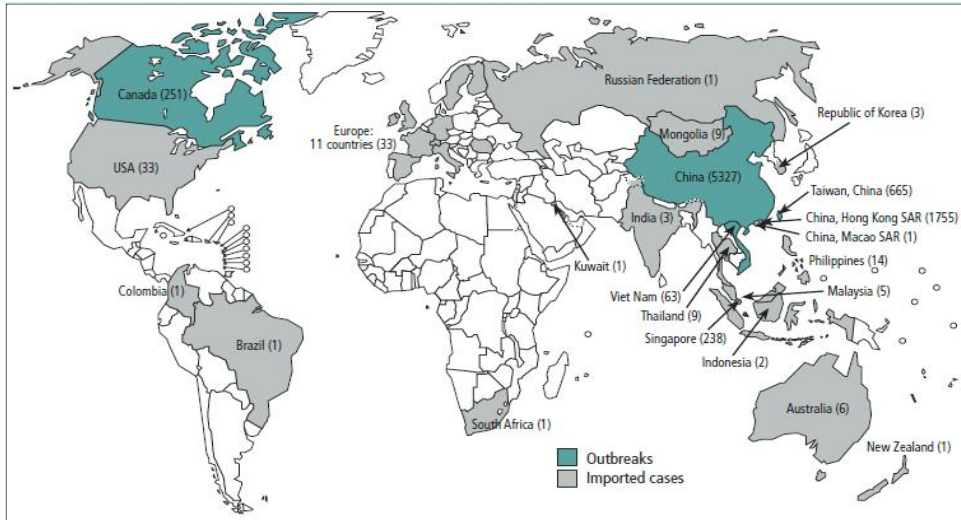 Canada (251)
USA (33)
Europe:
11 countries (33)
Russian Federation (1)
Mongolia (9)
Republic of Korea (3)
China (5327)
Taiwan, China (665)
China, Hong Kong SAR (1755)
China, Macao SAR (1)
India (3)
Kuwait (1)
Philippines (14)
Viet Nam (63)
Malaysia (5)
Thailand (9)
Singapore (238)
Indonesia (2)
Colombia (1)
Brazil (1)
South Africa (1)
Australia (6)
New Zealand (1)
Outbreaks
Imported cases